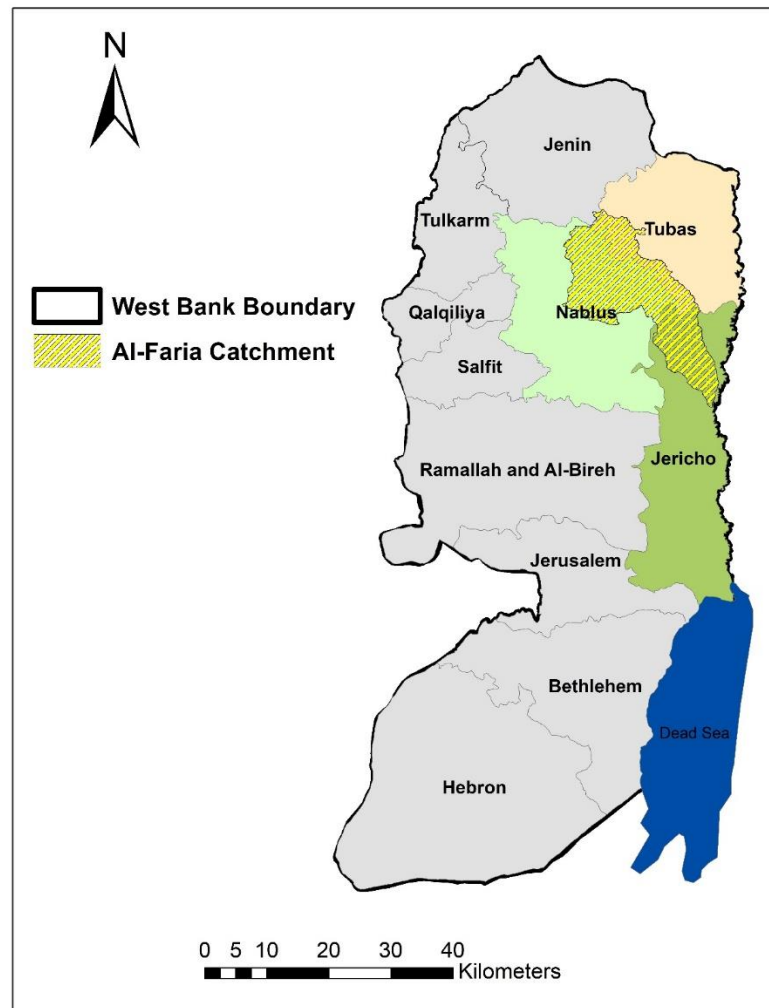 N
Jenin
Tulkarm
Tubas
West Bank Boundary
Qalqiliya
Nablus
Al-Faria Catchment
Salfit
Ramallah and Al-Bireh
Jericho
Jerusalem
Bethlehem
Dead Sea
Hebron
0 5 10 20 30 40
Kilometers